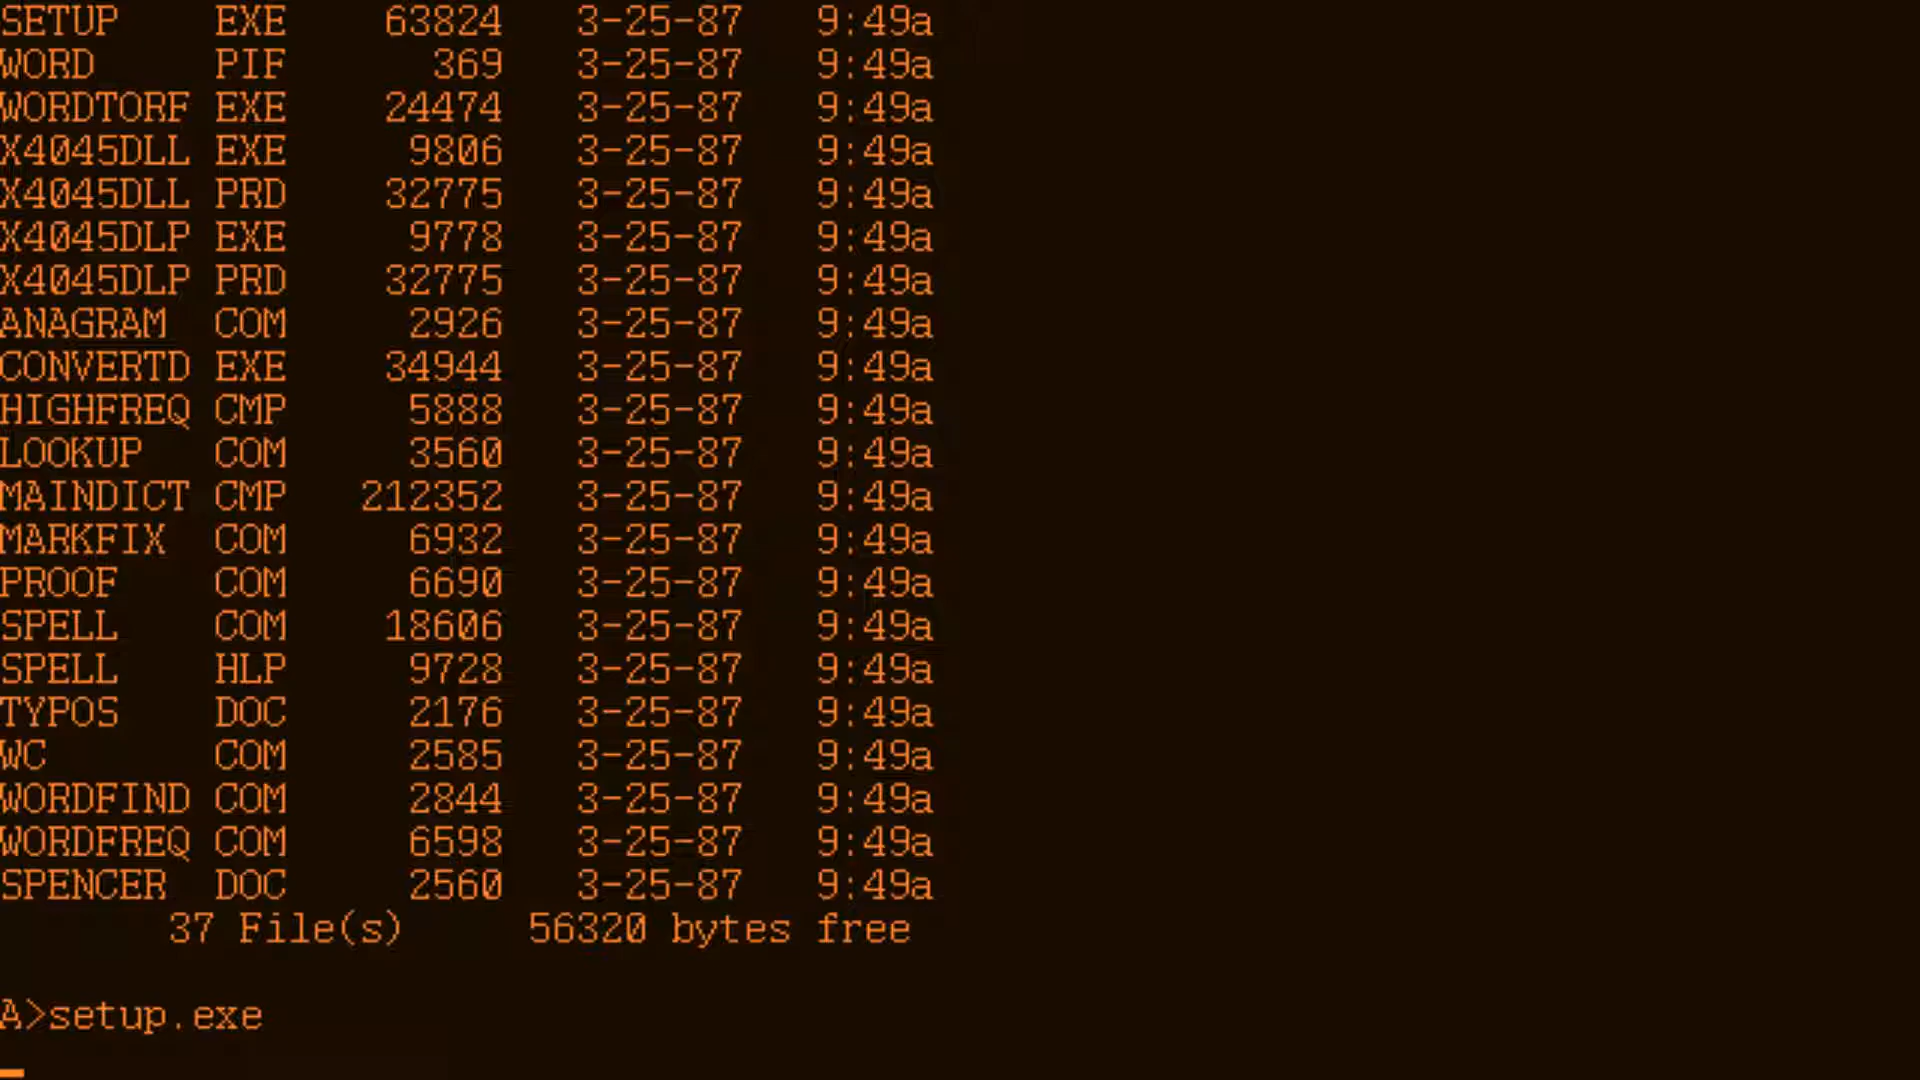 SETUP    EXE    63824   3-25-87   9:49a
WORD     PIF      369   3-25-87   9:49a
WORDTORF EXE    24474   3-25-87   9:49a
X4045DLL EXE     9806   3-25-87   9:49a
X4045DLL PRD    32775   3-25-87   9:49a
X4045DLP EXE     9778   3-25-87   9:49a
X4045DLP PRD    32775   3-25-87   9:49a
ANAGRAM  COM     2926   3-25-87   9:49a
CONVERTD EXE    34944   3-25-87   9:49a
HIGHFREQ CMP     5888   3-25-87   9:49a
LOOKUP   COM     3560   3-25-87   9:49a
MAINDICT CMP   212352   3-25-87   9:49a
MARKFIX  COM     6932   3-25-87   9:49a
PROOF    COM     6690   3-25-87   9:49a
SPELL    COM    18606   3-25-87   9:49a
SPELL    HLP     9728   3-25-87   9:49a
TYPOS    DOC     2176   3-25-87   9:49a
WC       COM     2585   3-25-87   9:49a
WORDFIND COM     2844   3-25-87   9:49a
WORDFREQ COM     6598   3-25-87   9:49a
SPENCER  DOC     2560   3-25-87   9:49a
       37 File(s)     56320 bytes free
A>setup.exe